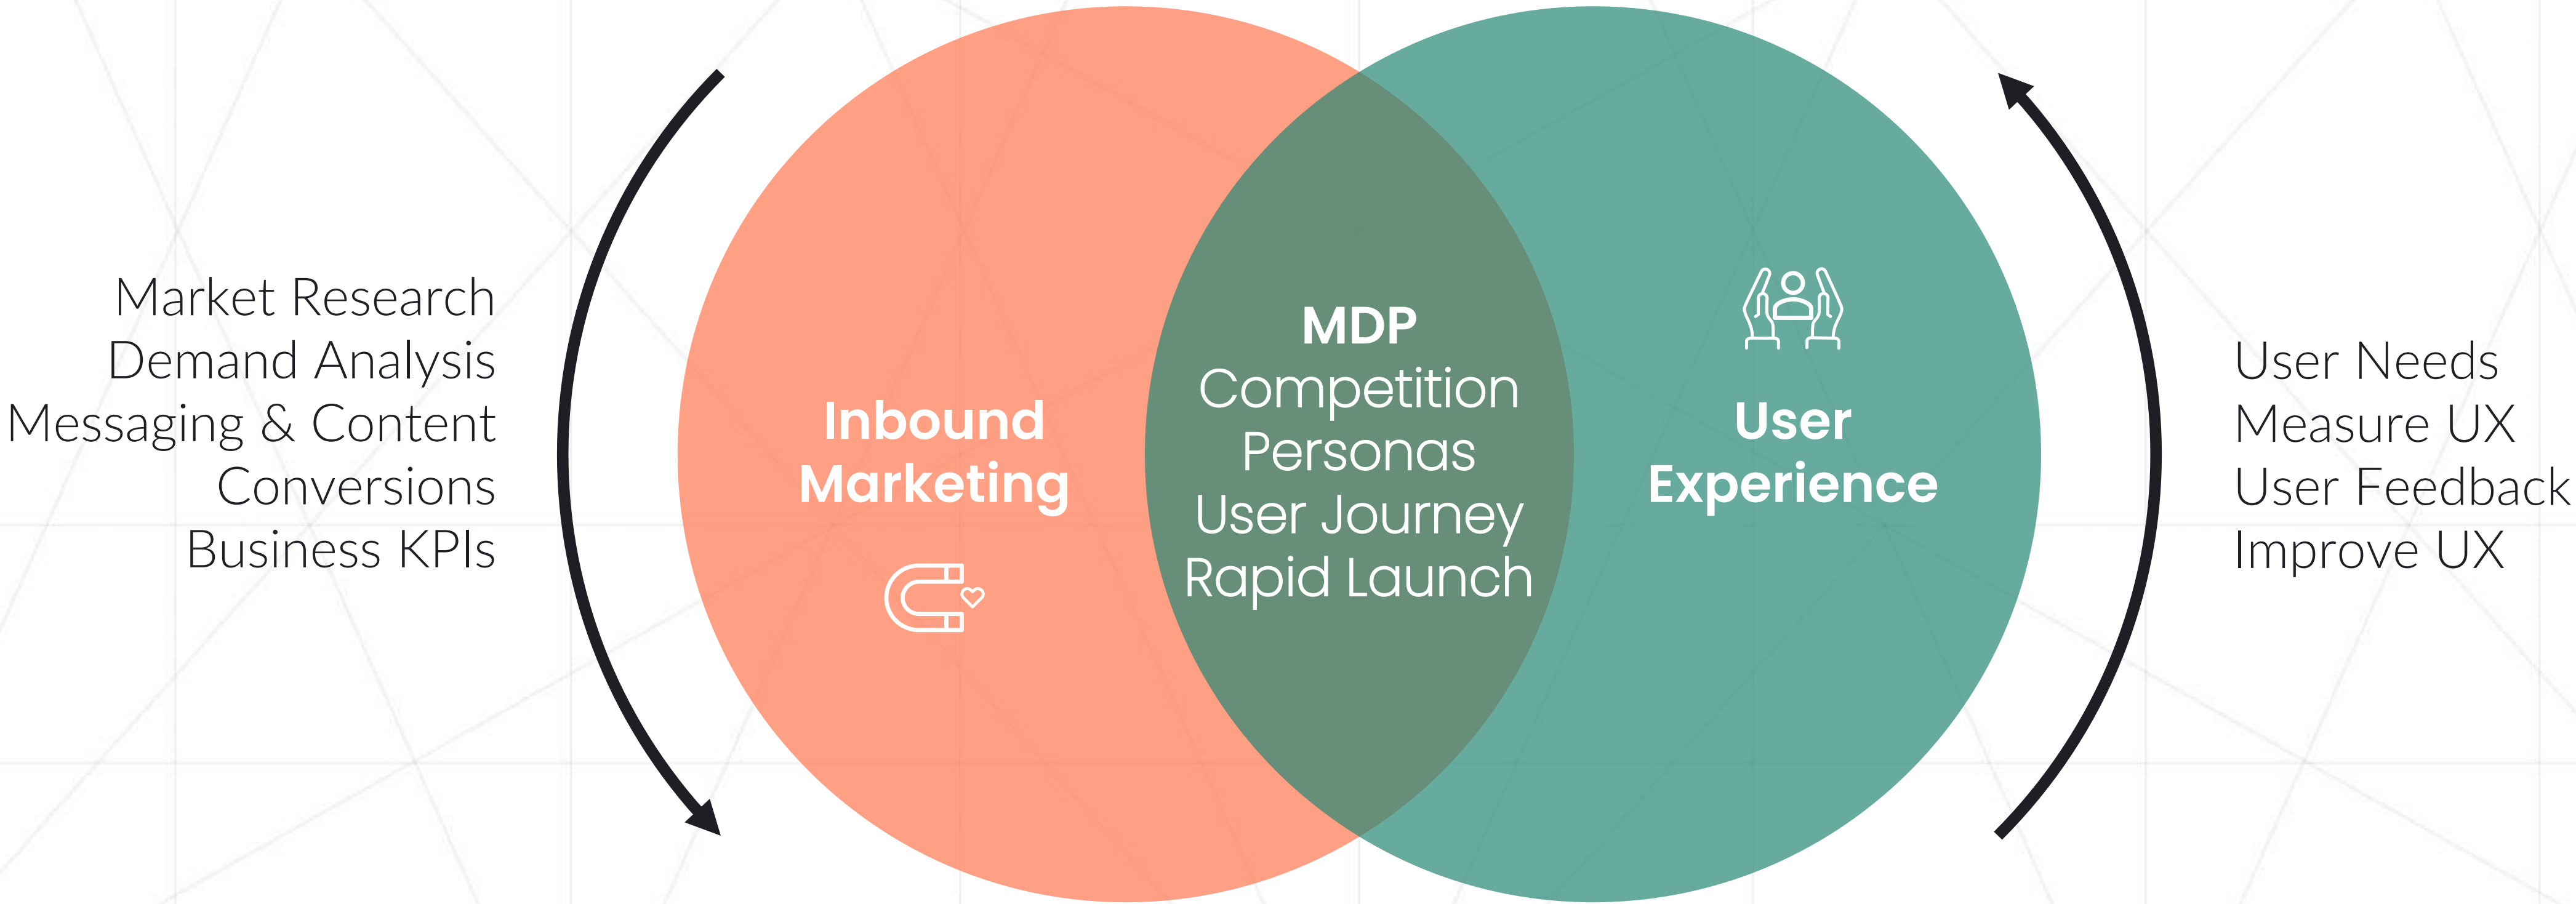 Market Research
Demand Analysis
Messaging & Content
Conversions
Business KPIs
Inbound
Marketing
MDP
Competition
Personas
User Journey
Rapid Launch
User
Experience
User Needs
Measure UX
User Feedback
Improve UX